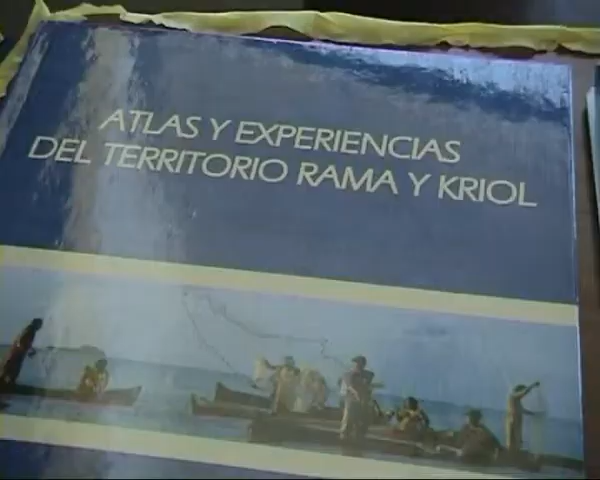 ATLAS Y EXPERIENCIAS
DEL TERRITORIO RAMA Y KRIOL